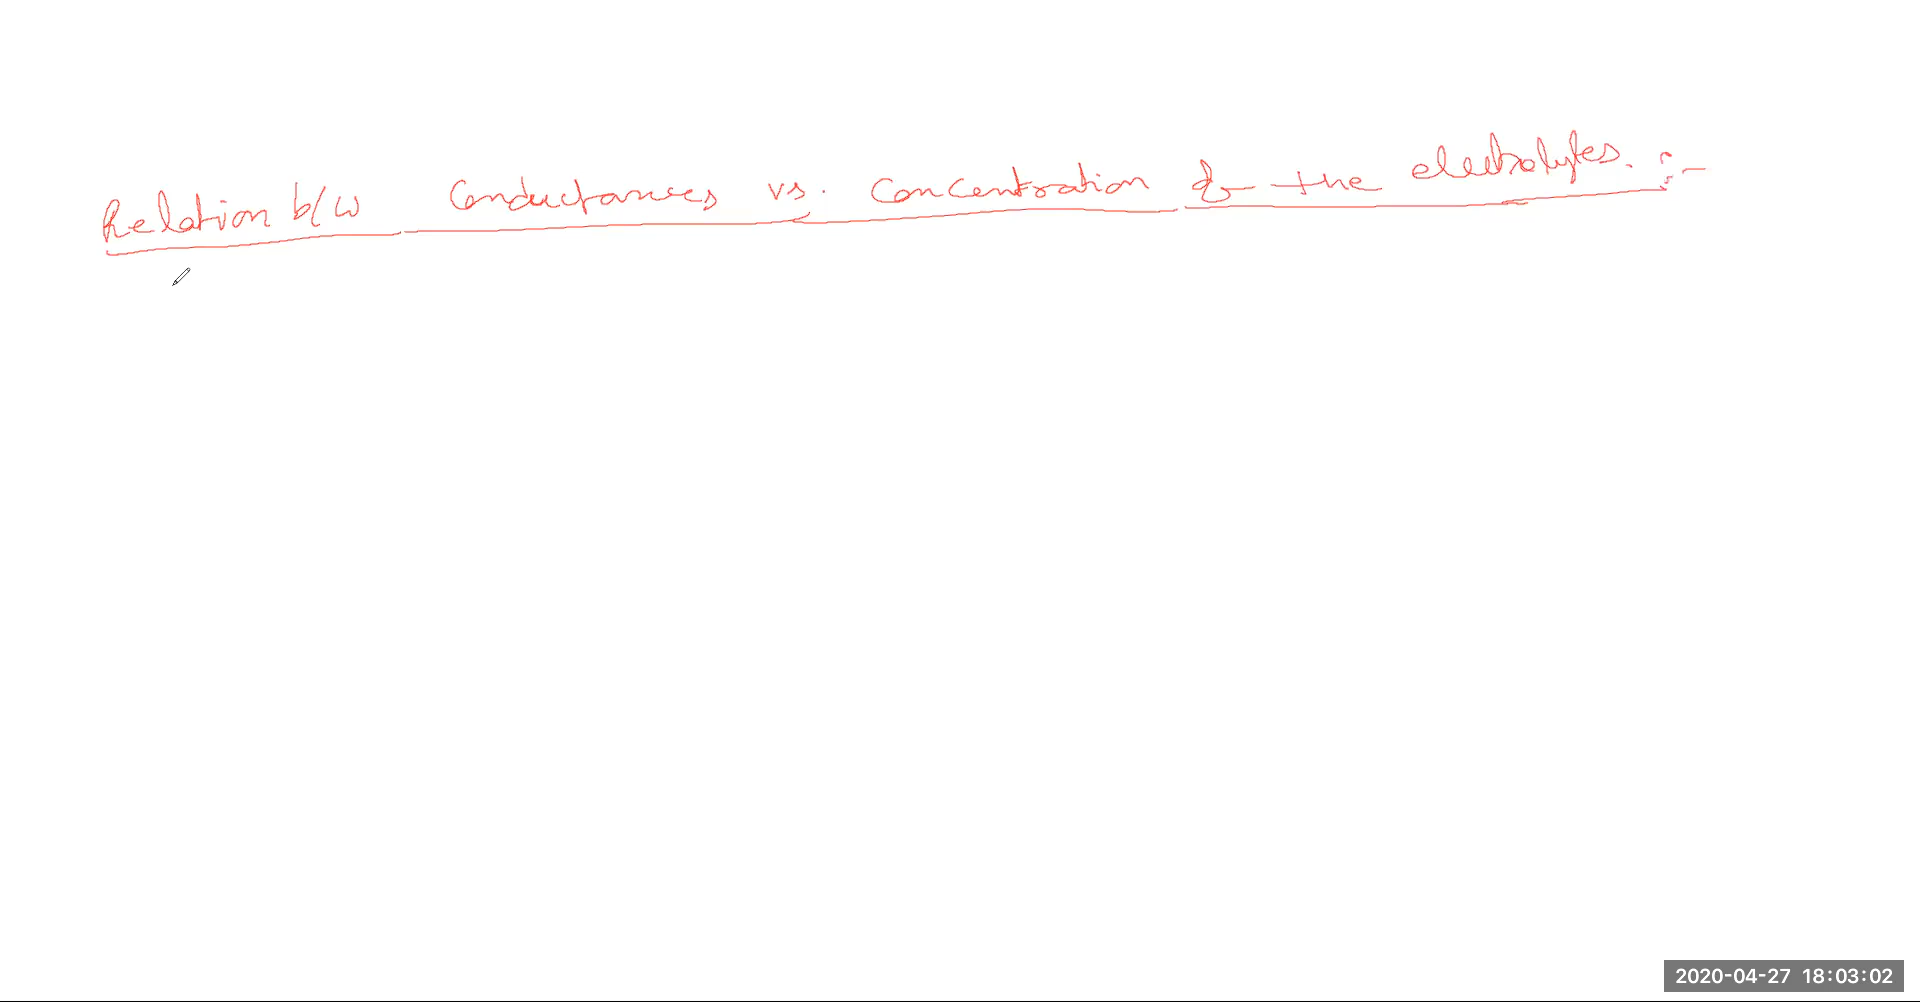 Relation b/w Conductances vs. Concentration of the electrolytes. :-
2020-04-27 18:03:02